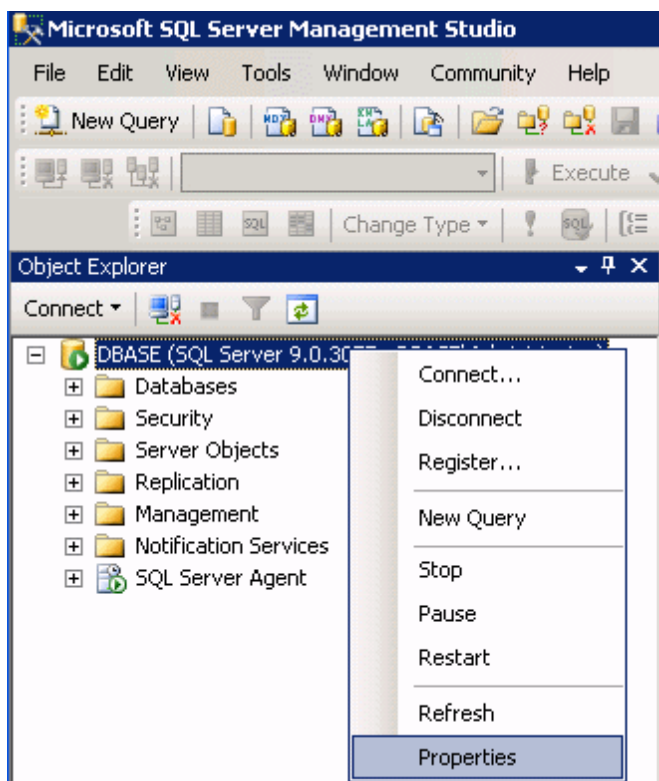 Microsoft SQL Server Management Studio
File Edit View Tools Window Community Help
New Query
Execute
SQL Change Type SQL
Object Explorer
Connect
DBASE (SQL Server 9.0.30
Databases
Security
Server Objects
Replication
Management
Notification Services
SQL Server Agent
Connect...
Disconnect
Register...
New Query
Stop
Pause
Restart
Refresh
Properties